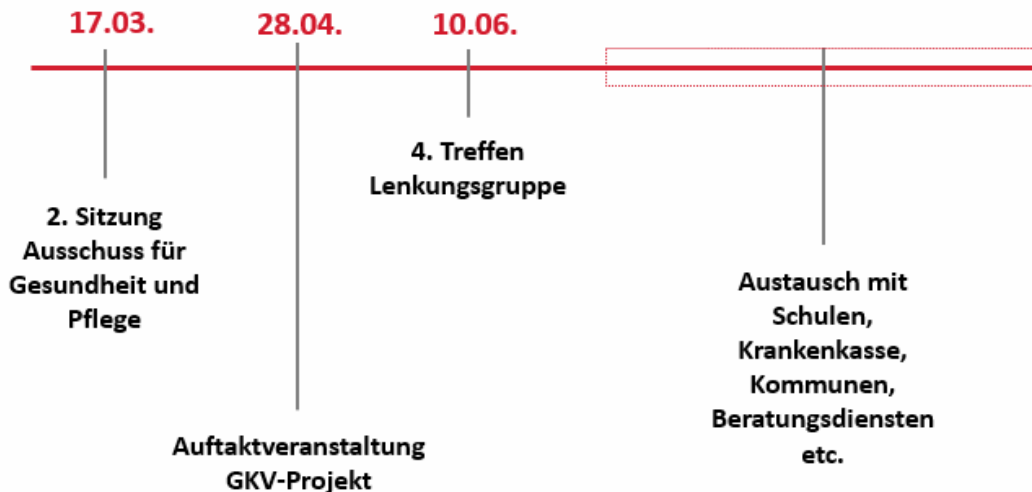 17.03.
28.04.
10.06.
2. Sitzung
Ausschuss für
Gesundheit und
Pflege
Auftaktveranstaltung
GKV-Projekt
4. Treffen
Lenkungsgruppe
Austausch mit
Schulen,
Krankenkasse,
Kommunen,
Beratungsdiensten
etc.